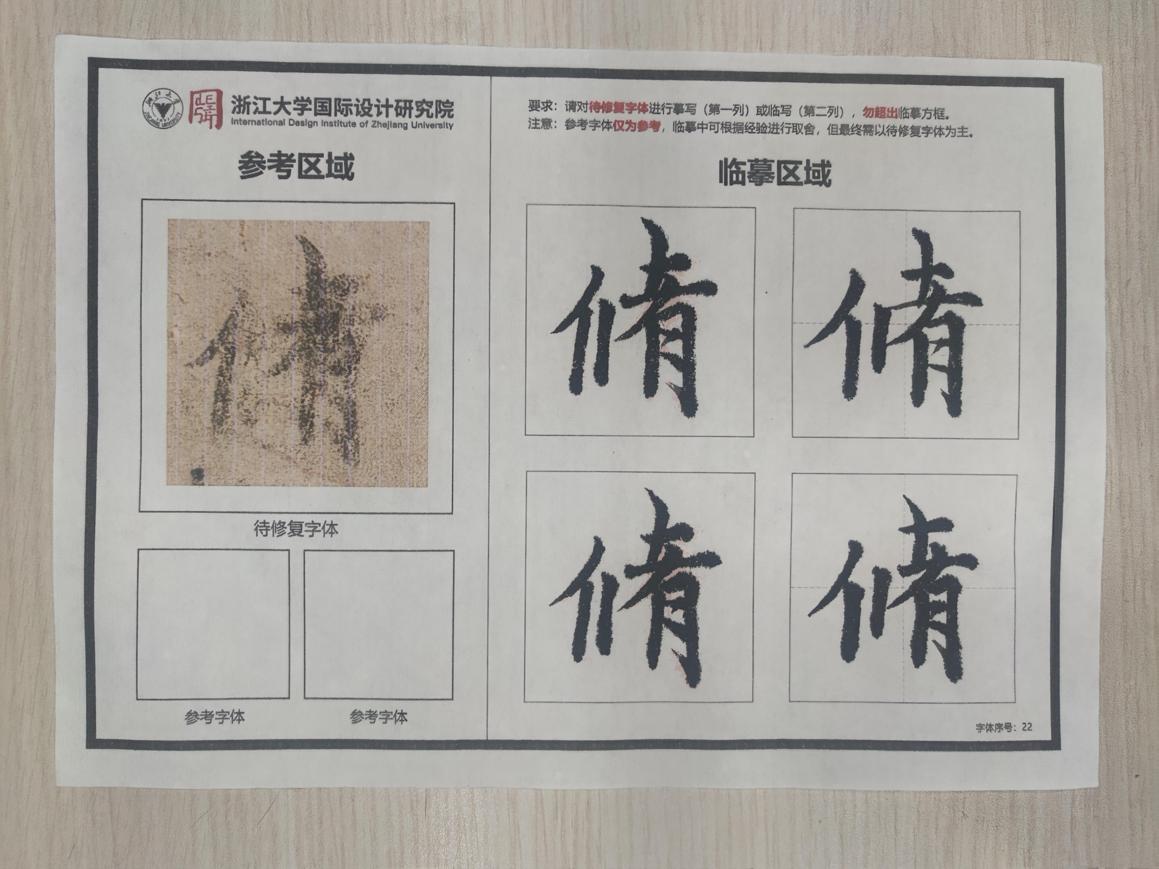 浙江大学国际设计研究院
International Design Institute of Zhejiang University
参考区域
待修复字体
参考字体 参考字体
要求：请对待修复字体进行摹写（第一列）或临写（第二列），勿超出临摹方框。
注意：参考字体仅为参考，临摹中可根据经验进行取舍，但最终需以待修复字体为主。
临摹区域
脩 脩
脩 脩
字体序号：22